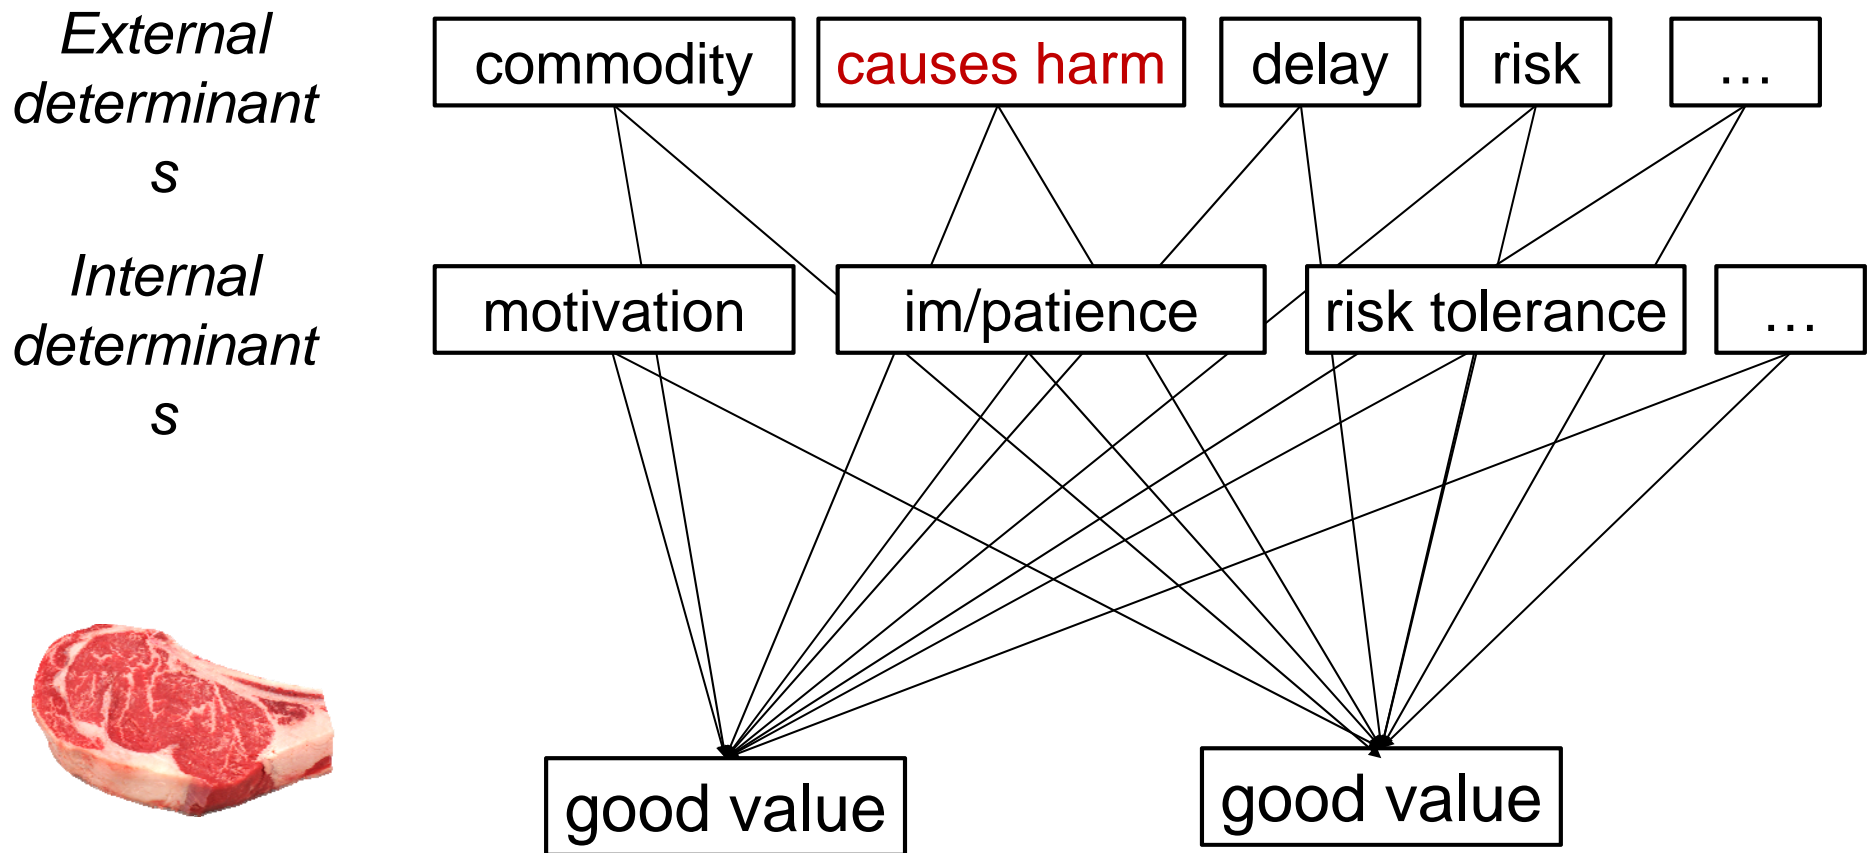 External
determinant
s
commodity
causes harm
delay
risk
…
Internal
determinant
s
motivation
im/patience
risk tolerance
…
good value
good value